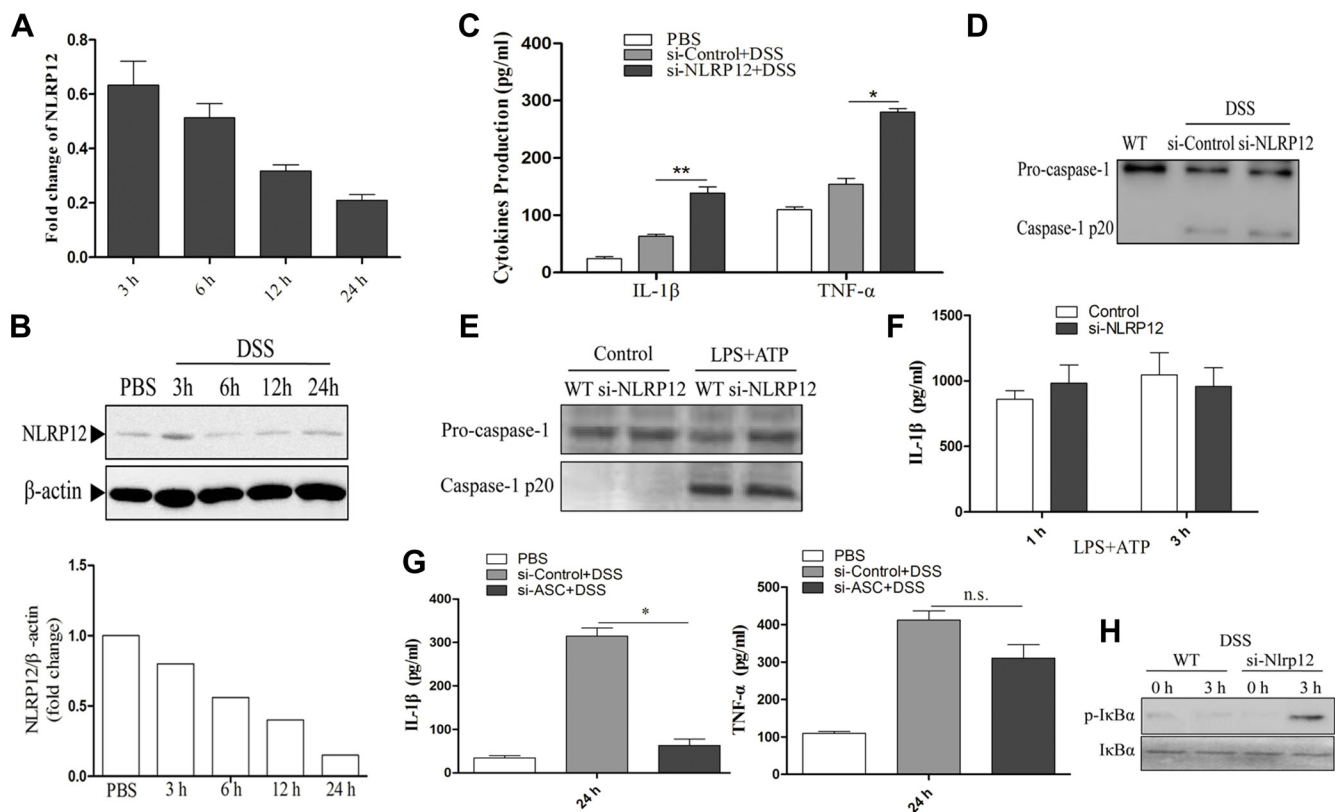 A
Fold change of NLRP12
0.8
0.6
0.4
0.2
0.0
3 h
6 h
12 h
24 h
B
DSS
PBS 3h 6h 12h 24h
NLRP12
β-actin
NLRP12/β -actin
(fold change)
1.5
1.0
0.5
0.0
PBS 3 h 6 h 12 h 24 h
C
PBS
si-Control+DSS
si-NLRP12+DSS
Cytokines Production (pg/ml)
400
300
200
100
0
**
*
IL-1β TNF-α
D
DSS
WT si-Control si-NLRP12
Pro-caspase-1
Caspase-1 p20
E
Control LPS+ATP
WT si-NLRP12 WT si-NLRP12
Pro-caspase-1
Caspase-1 p20
F
Control
si-NLRP12
IL-1β (pg/ml)
1500
1000
500
0
1 h 3 h
LPS+ATP
G
PBS
si-Control+DSS
si-ASC+DSS
IL-1β (pg/ml)
400
300
200
100
0
*
24 h
PBS
si-Control+DSS
si-ASC+DSS
TNF-α (pg/ml)
500
400
300
200
100
0
n.s.
24 h
H
DSS
WT si-Nlrp12
0 h 3 h 0 h 3 h
p-IκBα
IκBα